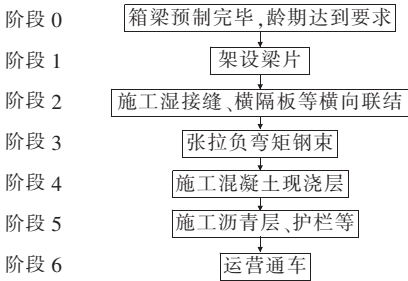 阶段 0 箱梁预制完毕,龄期达到要求
阶段 1 架设梁片
阶段 2 施工湿接缝、横隔板等横向联结
阶段 3 张拉负弯矩钢束
阶段 4 施工混凝土现浇层
阶段 5 施工沥青层、护栏等
阶段 6 运营通车